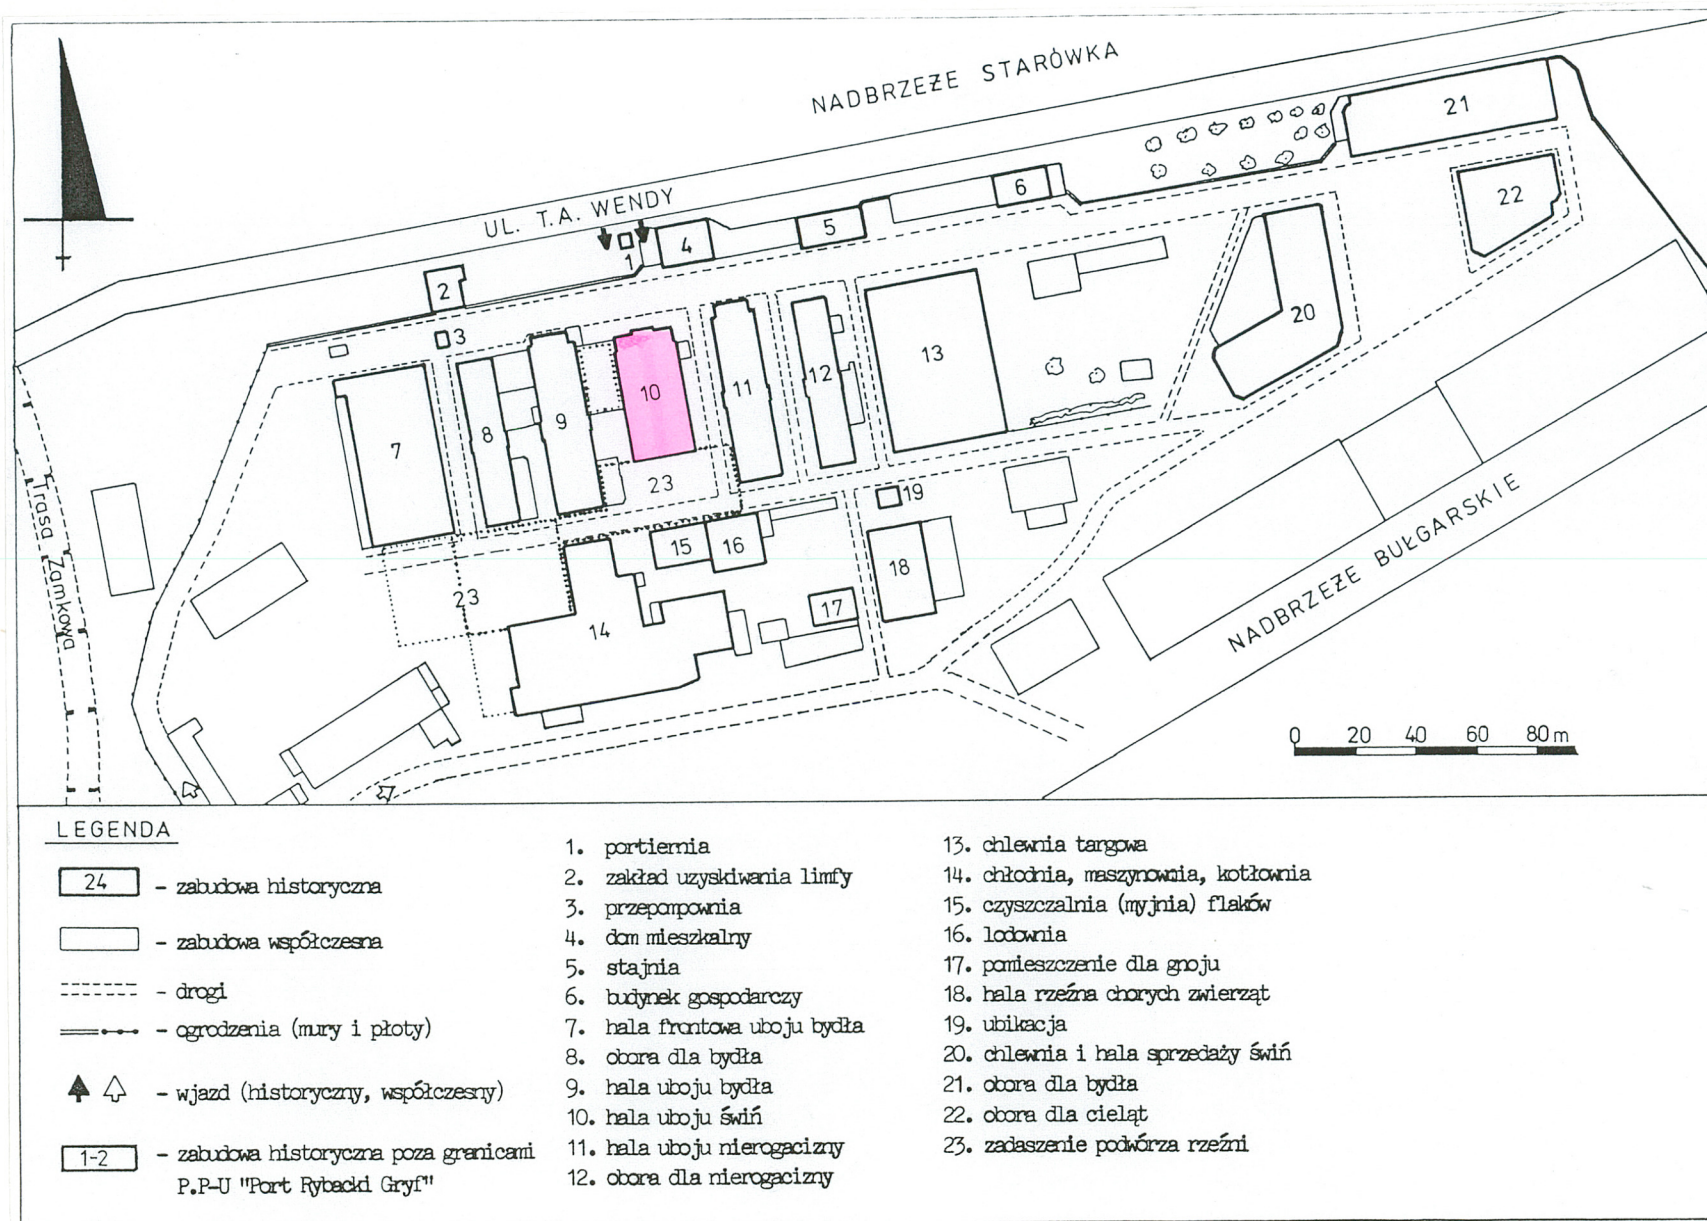 NADBRZEŻE STARÓWKA
UL. T.A. WENDY
21
22
6
5
4
1
2
3
20
13
12
11
10
9
8
7
23
19
18
15
16
17
23
14
Trasa Zamkowa
NADBRZEŻE BUŁGARSKIE
0 20 40 60 80 m
LEGENDA
24 - zabudowa historyczna
- zabudowa współczesna
- drogi
- ogrodzenia (mury i płoty)
- wjazd (historyczny, współczesny)
1-2 - zabudowa historyczna poza granicami
P.P-U "Port Rybacki Gryf"
1. portiernia
2. zakład uzyskiwania limfy
3. przepompownia
4. dom mieszkalny
5. stajnia
6. budynek gospodarczy
7. hala frontowa uboju bydła
8. obora dla bydła
9. hala uboju bydła
10. hala uboju świń
11. hala uboju nierogacizny
12. obora dla nierogacizny
13. chlewnia targowa
14. chłodnia, maszynownia, kotłownia
15. czyszczalnia (myjnia) flaków
16. lodownia
17. pomieszczenie dla gnoju
18. hala rzeźna chorych zwierząt
19. ubikacja
20. chlewnia i hala sprzedaży świń
21. obora dla bydła
22. obora dla cieląt
23. zadaszenie podwórza rzeźni